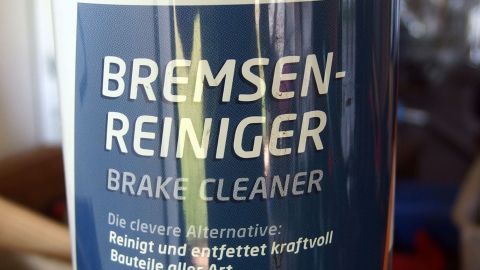 BREMSEN-
REINIGER
BRAKE CLEANER
Die clevere Alternative:
Reinigt und entfettet kraftvoll
Bauteile aller Art